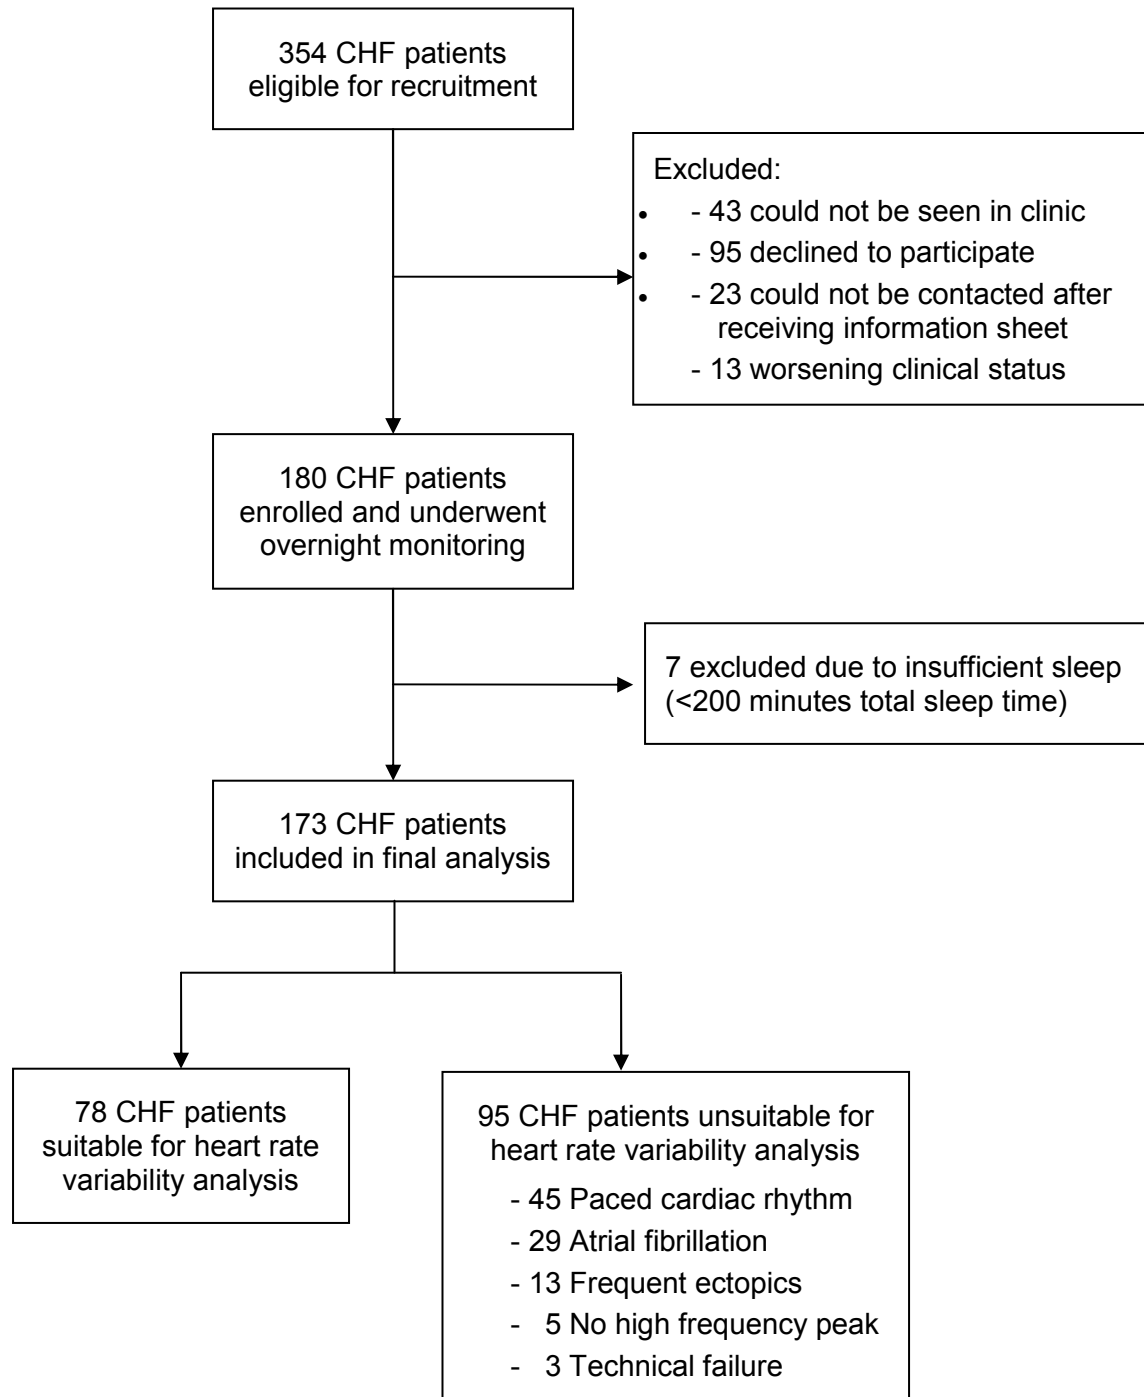 354 CHF patients
eligible for recruitment
Excluded:
• - 43 could not be seen in clinic
• - 95 declined to participate
• - 23 could not be contacted after
receiving information sheet
- 13 worsening clinical status
180 CHF patients
enrolled and underwent
overnight monitoring
7 excluded due to insufficient sleep
(<200 minutes total sleep time)
173 CHF patients
included in final analysis
78 CHF patients
suitable for heart rate
variability analysis
95 CHF patients unsuitable for
heart rate variability analysis
- 45 Paced cardiac rhythm
- 29 Atrial fibrillation
- 13 Frequent ectopics
- 5 No high frequency peak
- 3 Technical failure